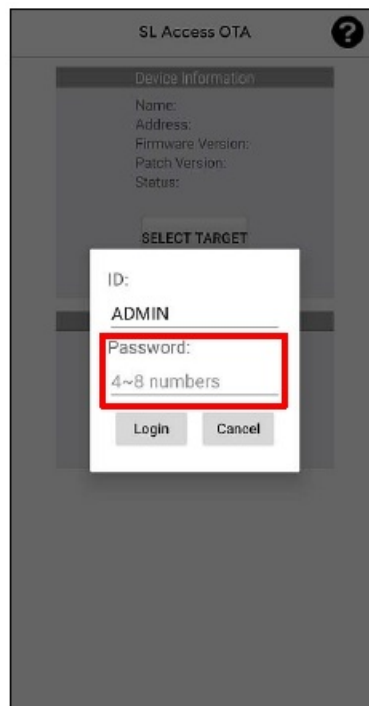 SL Access OTA
?
Device Information
Name:
Address:
Firmware Version:
Patch Version:
Status:
SELECT TARGET
ID:
ADMIN
Password:
4~8 numbers
Login Cancel